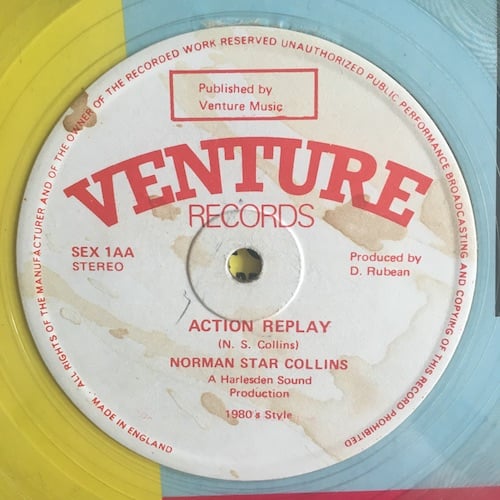 ALL RIGHTS OF THE MANUFACTURER AND OF THE OWNER OF THE RECORDED WORK RESERVED UNAUTHORIZED PUBLIC PERFORMANCE BROADCASTING AND COPYING OF THIS RECORD PROHIBITED
Published by
Venture Music
VENTURE
RECORDS
SEX 1AA
STEREO
Produced by
D. Rubean
ACTION REPLAY
(N. S. Collins)
NORMAN STAR COLLINS
A Harlesden Sound
Production
1980's Style
- MADE IN ENGLAND